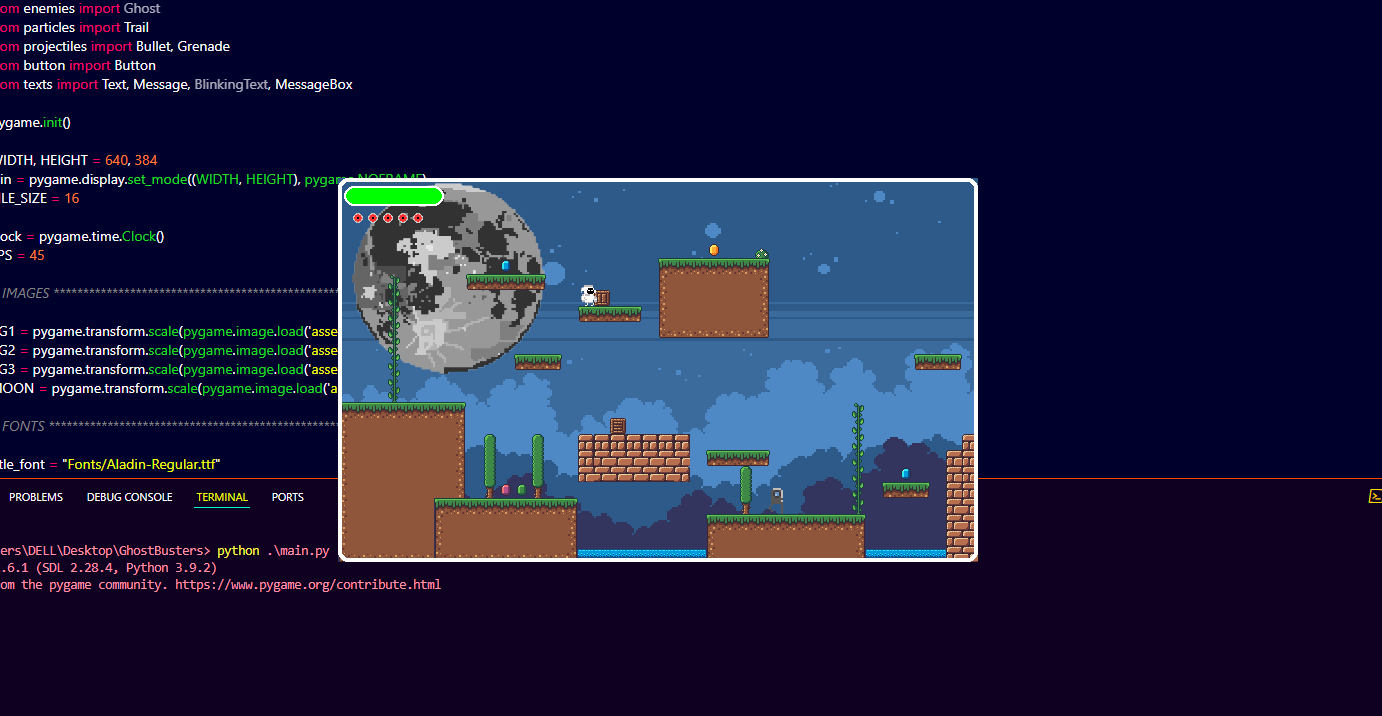 om enemies import Ghost
om particles import Trail
om projectiles import Bullet, Grenade
om button import Button
om texts import Text, Message, BlinkingText, MessageBox
ygame.init()
IDTH, HEIGHT = 640, 384
in = pygame.display.set_mode((WIDTH, HEIGHT), pygame.NOFRAME)
ILE_SIZE = 16
ock = pygame.time.Clock()
PS = 45
IMAGES ************************************************
G1 = pygame.transform.scale(pygame.image.load('asse
G2 = pygame.transform.scale(pygame.image.load('asse
G3 = pygame.transform.scale(pygame.image.load('asse
MOON = pygame.transform.scale(pygame.image.load('a
FONTS *************************************************
tle_font = "Fonts/Aladin-Regular.ttf"
PROBLEMS DEBUG CONSOLE TERMINAL PORTS
ers\DELL\Desktop\GhostBusters> python .\main.py
.6.1 (SDL 2.28.4, Python 3.9.2)
om the pygame community. https://www.pygame.org/contribute.html